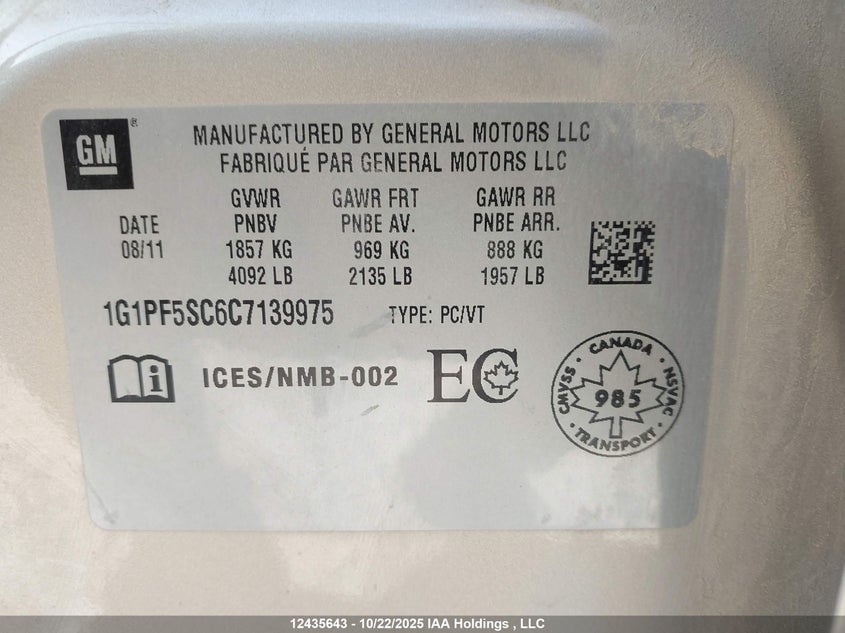 GM ®
MANUFACTURED BY GENERAL MOTORS LLC
FABRIQUÉ PAR GENERAL MOTORS LLC
GVWR GAWR FRT GAWR RR
DATE PNBV PNBE AV. PNBE ARR.
08/11 1857 KG 969 KG 888 KG
4092 LB 2135 LB 1957 LB
1G1PF5SC6C7139975 TYPE: PC/VT
i ICES/NMB-002 EC
CANADA
CMVSS 985 NSVAC
TRANSPORT
12435643 - 10/22/2025 IAA Holdings , LLC